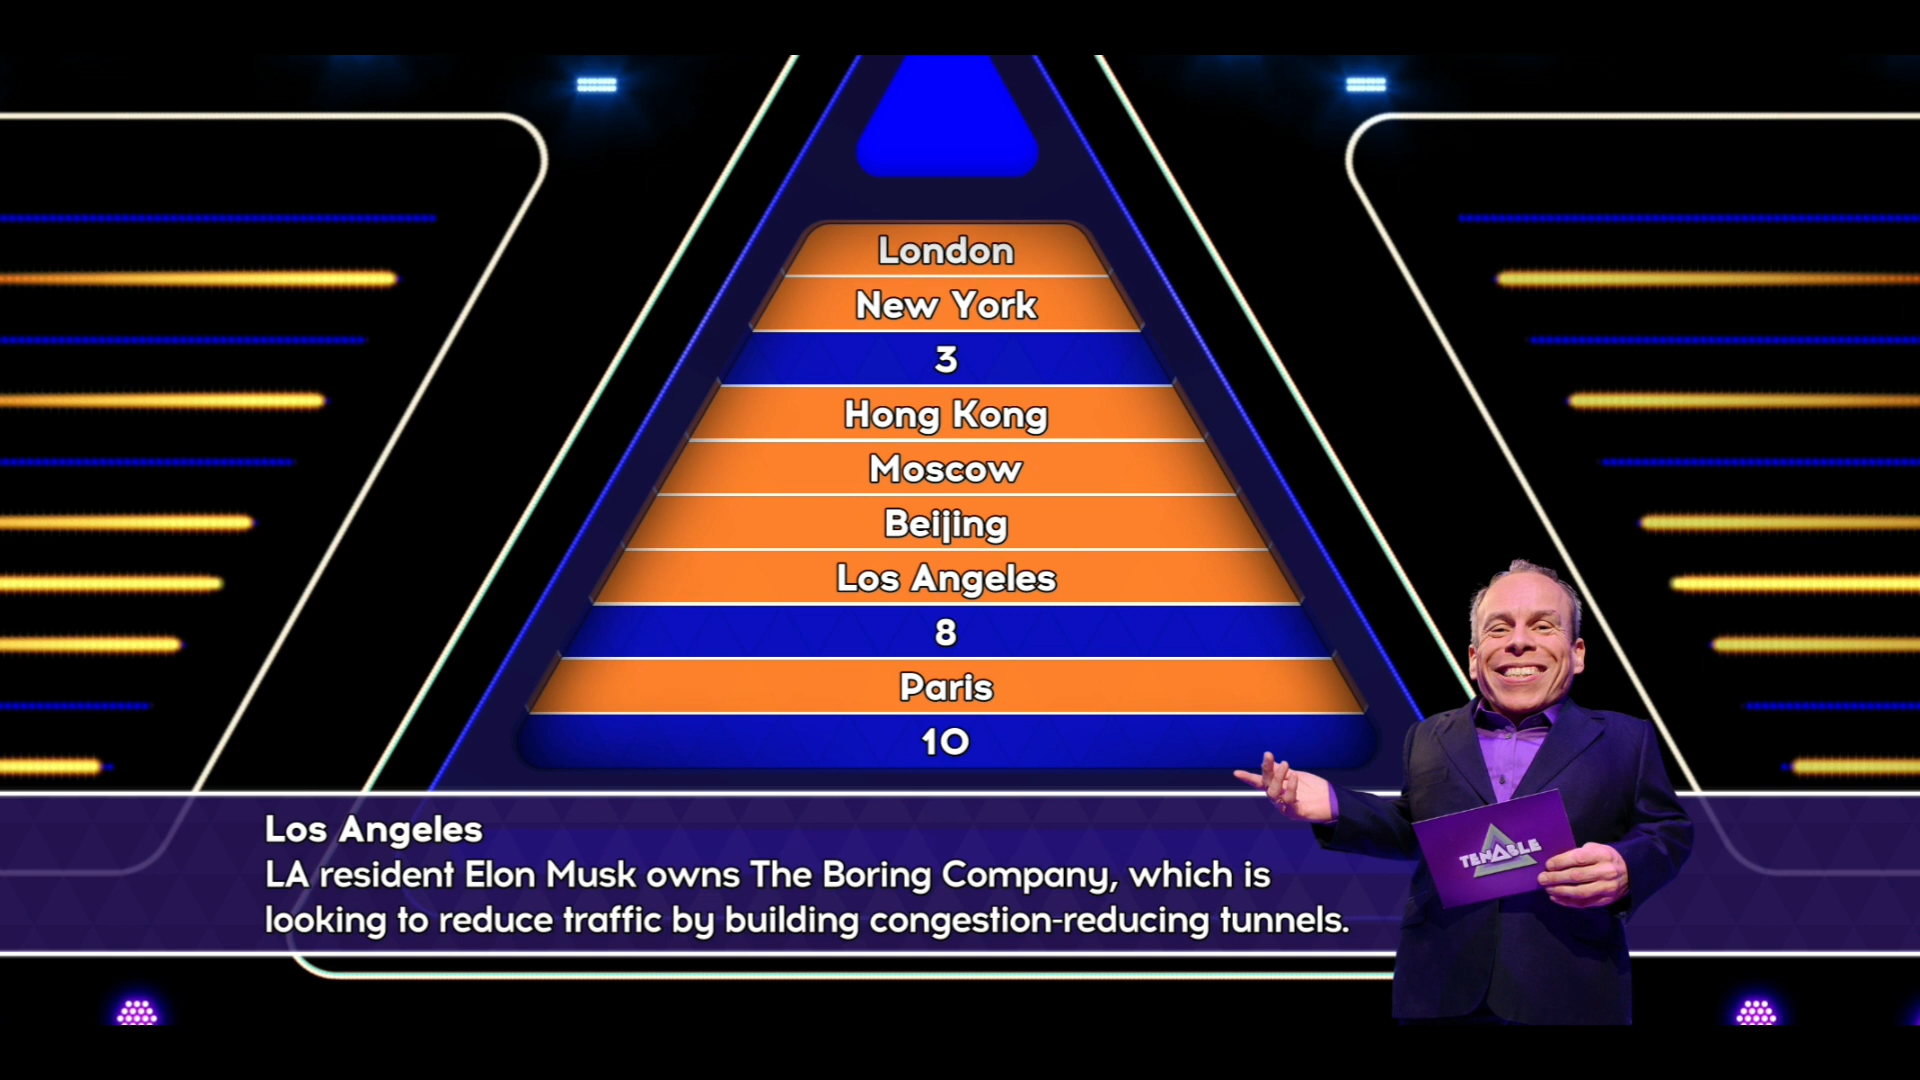 London
New York
3
Hong Kong
Moscow
Beijing
Los Angeles
8
Paris
10
Los Angeles
LA resident Elon Musk owns The Boring Company, which is
looking to reduce traffic by building congestion-reducing tunnels.
TENABLE